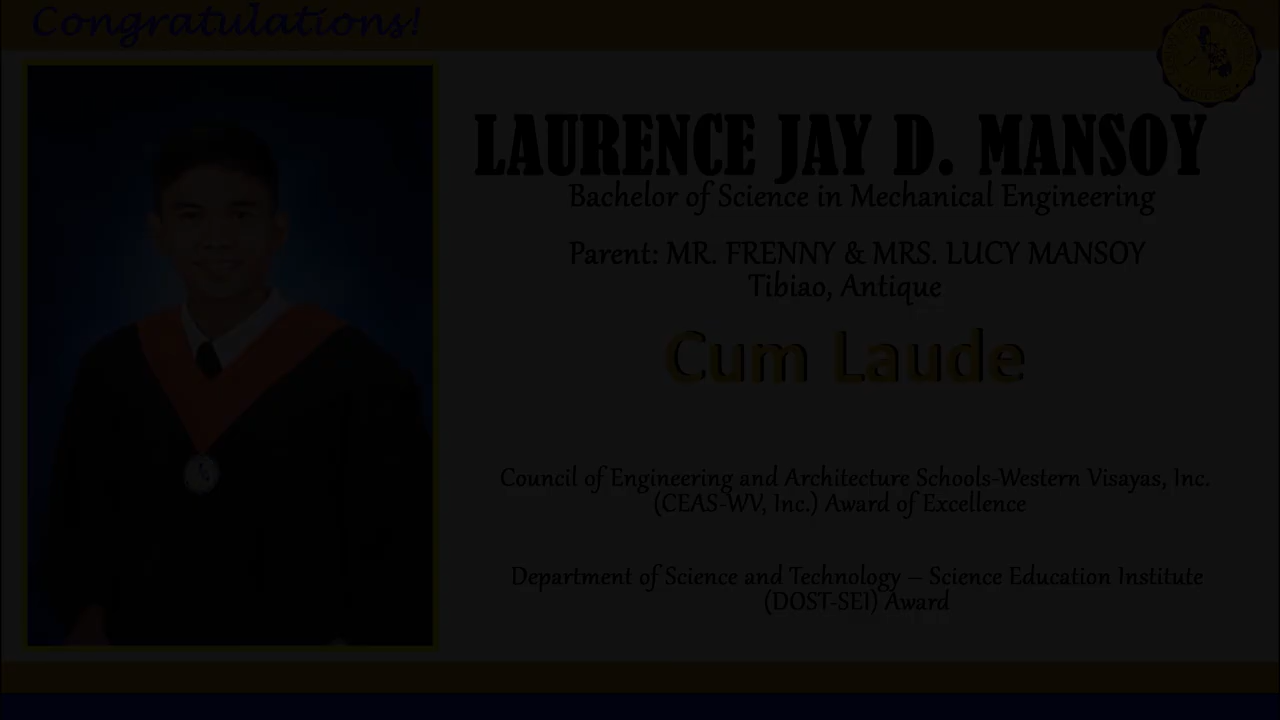 Congratulations!
LAURENCE JAY D. MANSOY
Bachelor of Science in Mechanical Engineering
Parent: MR. FRENNY & MRS. LUCY MANSOY
Tibiao, Antique
Cum Laude
Council of Engineering and Architecture Schools-Western Visayas, Inc.
(CEAS-WV, Inc.) Award of Excellence
Department of Science and Technology – Science Education Institute
(DOST-SEI) Award